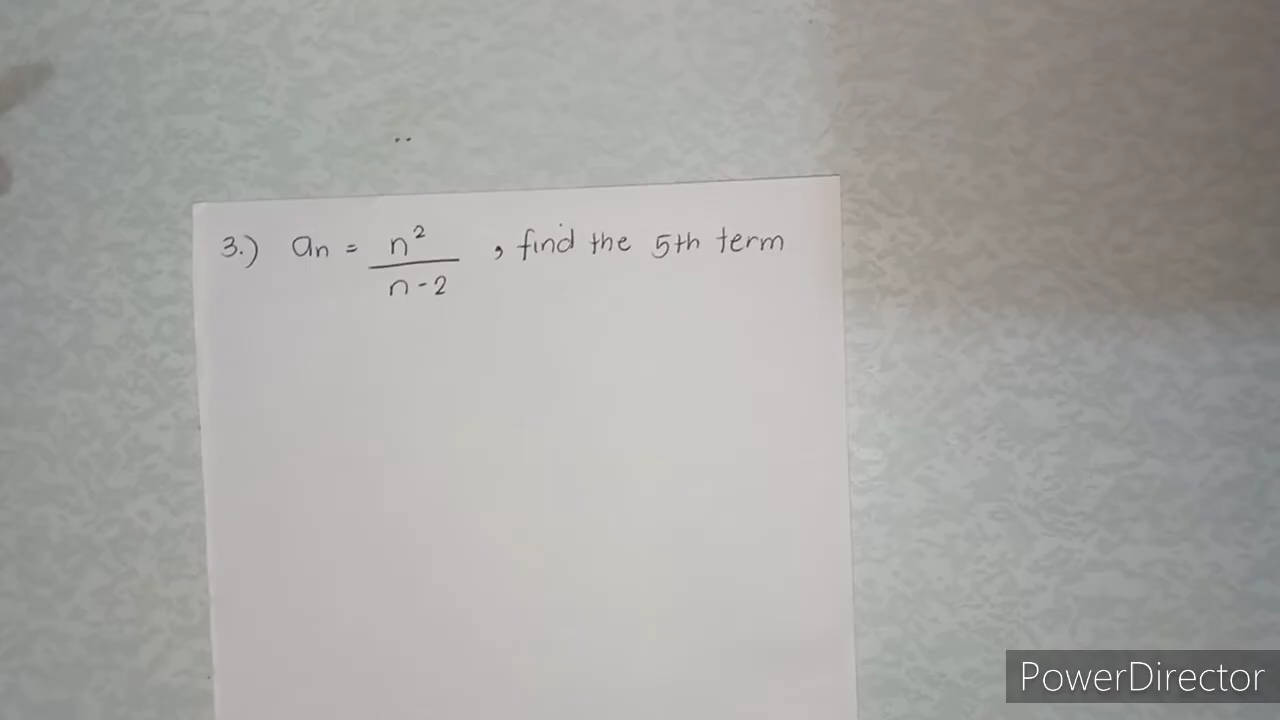 3.) an = n²/n-2 , find the 5th term
PowerDirector